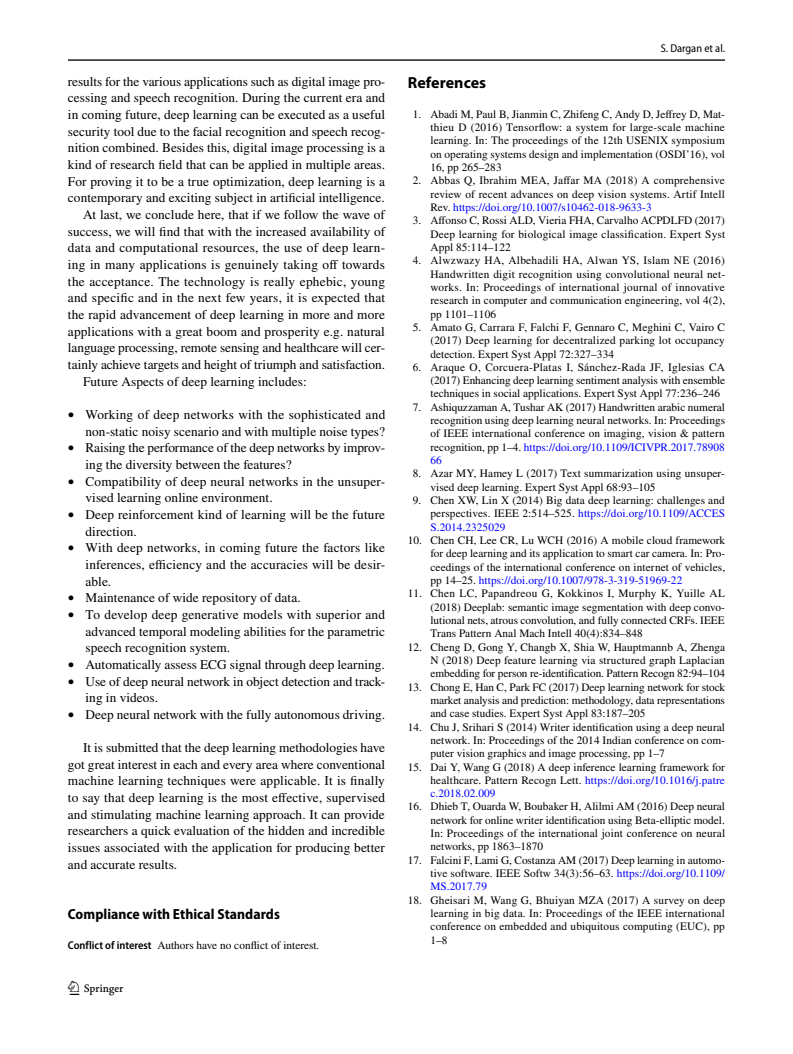 S. Dargan et al.
results for the various applications such as digital image pro-
cessing and speech recognition. During the current era and
in coming future, deep learning can be executed as a useful
security tool due to the facial recognition and speech recog-
nition combined. Besides this, digital image processing is a
kind of research field that can be applied in multiple areas.
For proving it to be a true optimization, deep learning is a
contemporary and exciting subject in artificial intelligence.
At last, we conclude here, that if we follow the wave of
success, we will find that with the increased availability of
data and computational resources, the use of deep learn-
ing in many applications is genuinely taking off towards
the acceptance. The technology is really ephebic, young
and specific and in the next few years, it is expected that
the rapid advancement of deep learning in more and more
applications with a great boom and prosperity e.g. natural
language processing, remote sensing and healthcare will cer-
tainly achieve targets and height of triumph and satisfaction.
Future Aspects of deep learning includes:
• Working of deep networks with the sophisticated and
non-static noisy scenario and with multiple noise types?
• Raising the performance of the deep networks by improv-
ing the diversity between the features?
• Compatibility of deep neural networks in the unsuper-
vised learning online environment.
• Deep reinforcement kind of learning will be the future
direction.
• With deep networks, in coming future the factors like
inferences, efficiency and the accuracies will be desir-
able.
• Maintenance of wide repository of data.
• To develop deep generative models with superior and
advanced temporal modeling abilities for the parametric
speech recognition system.
• Automatically assess ECG signal through deep learning.
• Use of deep neural network in object detection and track-
ing in videos.
• Deep neural network with the fully autonomous driving.
It is submitted that the deep learning methodologies have
got great interest in each and every area where conventional
machine learning techniques were applicable. It is finally
to say that deep learning is the most effective, supervised
and stimulating machine learning approach. It can provide
researchers a quick evaluation of the hidden and incredible
issues associated with the application for producing better
and accurate results.
Compliance with Ethical Standards
Conflict of interest Authors have no conflict of interest.
References
1. Abadi M, Paul B, Jianmin C, Zhifeng C, Andy D, Jeffrey D, Mat-
thieu D (2016) Tensorflow: a system for large-scale machine
learning. In: The proceedings of the 12th USENIX symposium
on operating systems design and implementation (OSDI’16), vol
16, pp 265–283
2. Abbas Q, Ibrahim MEA, Jaffar MA (2018) A comprehensive
review of recent advances on deep vision systems. Artif Intell
Rev. https://doi.org/10.1007/s10462-018-9633-3
3. Affonso C, Rossi ALD, Vieria FHA, Carvalho ACPDLFD (2017)
Deep learning for biological image classification. Expert Syst
Appl 85:114–122
4. Alwzwazy HA, Albehadili HA, Alwan YS, Islam NE (2016)
Handwritten digit recognition using convolutional neural net-
works. In: Proceedings of international journal of innovative
research in computer and communication engineering, vol 4(2),
pp 1101–1106
5. Amato G, Carrara F, Falchi F, Gennaro C, Meghini C, Vairo C
(2017) Deep learning for decentralized parking lot occupancy
detection. Expert Syst Appl 72:327–334
6. Araque O, Corcuera-Platas I, Sánchez-Rada JF, Iglesias CA
(2017) Enhancing deep learning sentiment analysis with ensemble
techniques in social applications. Expert Syst Appl 77:236–246
7. Ashiquzzaman A, Tushar AK (2017) Handwritten arabic numeral
recognition using deep learning neural networks. In: Proceedings
of IEEE international conference on imaging, vision & pattern
recognition, pp 1–4. https://doi.org/10.1109/ICIVPR.2017.78908
66
8. Azar MY, Hamey L (2017) Text summarization using unsuper-
vised deep learning. Expert Syst Appl 68:93–105
9. Chen XW, Lin X (2014) Big data deep learning: challenges and
perspectives. IEEE 2:514–525. https://doi.org/10.1109/ACCES
S.2014.2325029
10. Chen CH, Lee CR, Lu WCH (2016) A mobile cloud framework
for deep learning and its application to smart car camera. In: Pro-
ceedings of the international conference on internet of vehicles,
pp 14–25. https://doi.org/10.1007/978-3-319-51969-22
11. Chen LC, Papandreou G, Kokkinos I, Murphy K, Yuille AL
(2018) Deeplab: semantic image segmentation with deep convo-
lutional nets, atrous convolution, and fully connected CRFs. IEEE
Trans Pattern Anal Mach Intell 40(4):834–848
12. Cheng D, Gong Y, Changb X, Shia W, Hauptmannb A, Zhenga
N (2018) Deep feature learning via structured graph Laplacian
embedding for person re-identification. Pattern Recogn 82:94–104
13. Chong E, Han C, Park FC (2017) Deep learning network for stock
market analysis and prediction: methodology, data representations
and case studies. Expert Syst Appl 83:187–205
14. Chu J, Srihari S (2014) Writer identification using a deep neural
network. In: Proceedings of the 2014 Indian conference on com-
puter vision graphics and image processing, pp 1–7
15. Dai Y, Wang G (2018) A deep inference learning framework for
healthcare. Pattern Recogn Lett. https://doi.org/10.1016/j.patre
c.2018.02.009
16. Dhieb T, Ouarda W, Boubaker H, Alilmi AM (2016) Deep neural
network for online writer identification using Beta-elliptic model.
In: Proceedings of the international joint conference on neural
networks, pp 1863–1870
17. Falcini F, Lami G, Costanza AM (2017) Deep learning in automo-
tive software. IEEE Softw 34(3):56–63. https://doi.org/10.1109/
MS.2017.79
18. Gheisari M, Wang G, Bhuiyan MZA (2017) A survey on deep
learning in big data. In: Proceedings of the IEEE international
conference on embedded and ubiquitous computing (EUC), pp
1–8
Springer